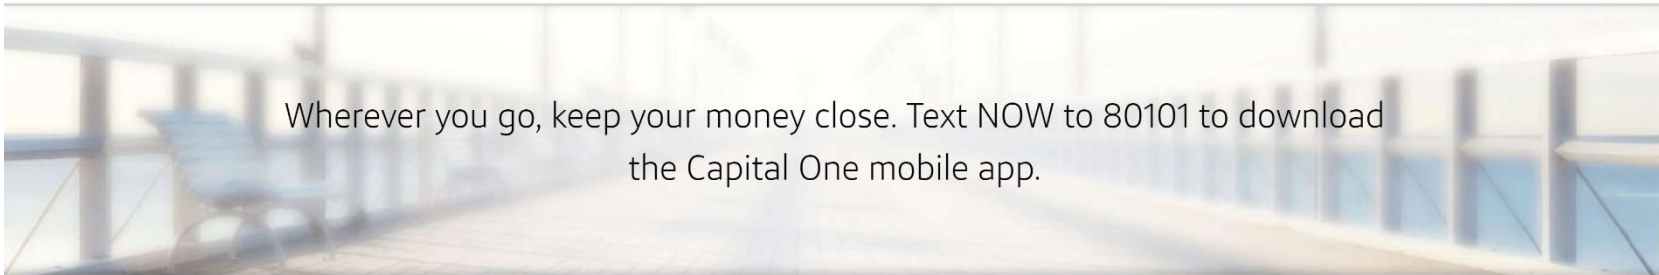 Wherever you go, keep your money close. Text NOW to 80101 to download
the Capital One mobile app.